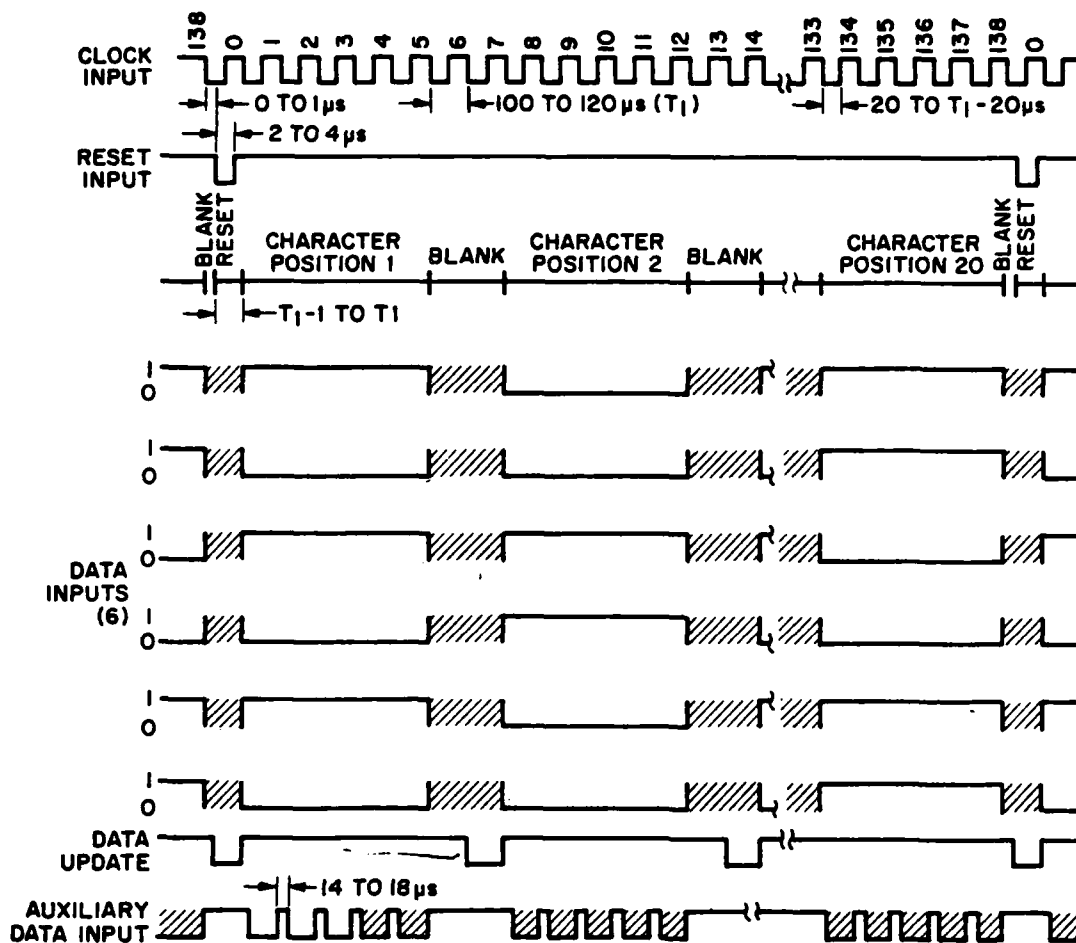 138 0 1 2 3 4 5 6 7 8 9 10 11 12 13 14 133 134 135 136 137 138 0
CLOCK
INPUT
0 TO 1µs
100 TO 120µs (T1)
20 TO T1-20µs
2 TO 4µs
RESET
INPUT
BLANK
RESET
CHARACTER
POSITION 1
BLANK
CHARACTER
POSITION 2
BLANK
CHARACTER
POSITION 20
BLANK
RESET
T1-1 TO T1
1
0
1
0
1
0
DATA
INPUTS
(6)
1
0
1
0
1
0
DATA
UPDATE
14 TO 18µs
AUXILIARY
DATA INPUT